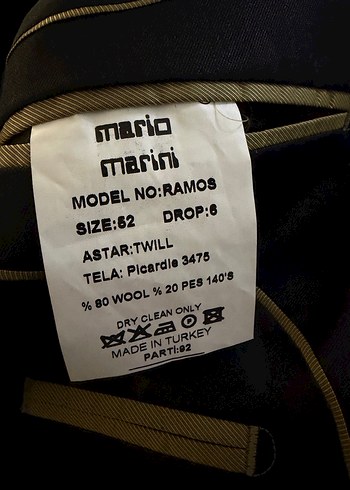 mario
marini
MODEL NO:RAMOS
SIZE:52 DROP:6
ASTAR:TWILL
TELA: Picardie 3475
% 80 WOOL % 20 PES 140'S
DRY CLEAN ONLY
MADE IN TURKEY
PARTİ:92